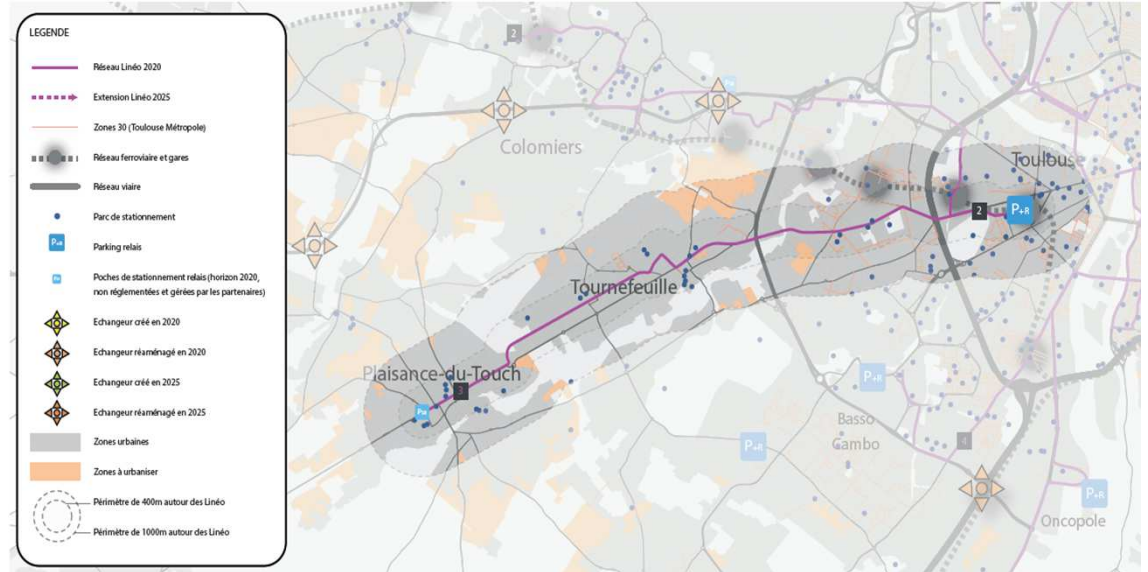 LEGENDE
Réseau Linéo 2020
Extension Linéo 2025
Zones 30 (Toulouse Métropole)
Réseau ferroviaire et gares
Réseau viaire
Parc de stationnement
P+R
Parking relais
Poches de stationnement relais (horizon 2020,
non réglementées et gérées par les partenaires)
Echangeur créé en 2020
Echangeur réaménagé en 2020
Echangeur créé en 2025
Echangeur réaménagé en 2025
Zones urbaines
Zones à urbaniser
Périmètre de 400m autour des Linéo
Périmètre de 1000m autour des Linéo
2
Colomiers
Toulouse
2
P+R
Tournefeuille
Plaisance-du-Touch
3
P+R
Basso
Cambo
P+R
4
P+R
Oncopole